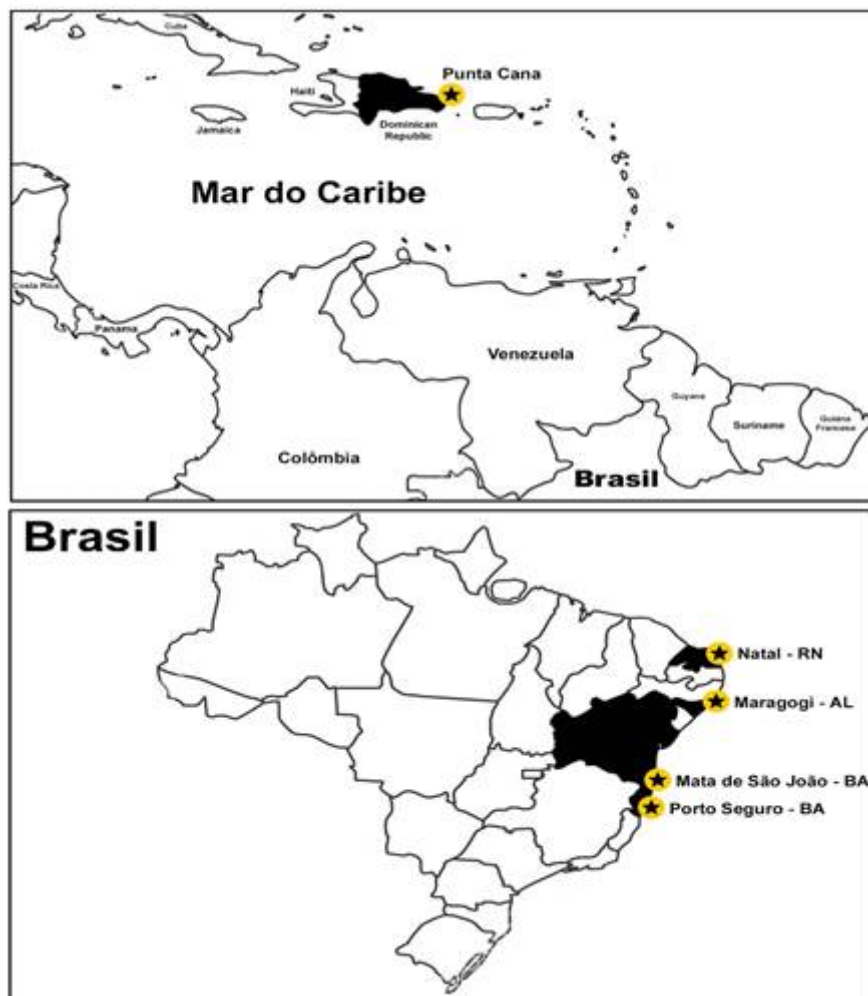 Cuba
Punta Cana
Haiti
Jamaica
Dominican
Republic
Mar do Caribe
Costa Rica
Panama
Venezuela
Guyana
Suriname
Guiana
Francesa
Colômbia
Brasil
Brasil
Natal - RN
Maragogi - AL
Mata de São João - BA
Porto Seguro - BA